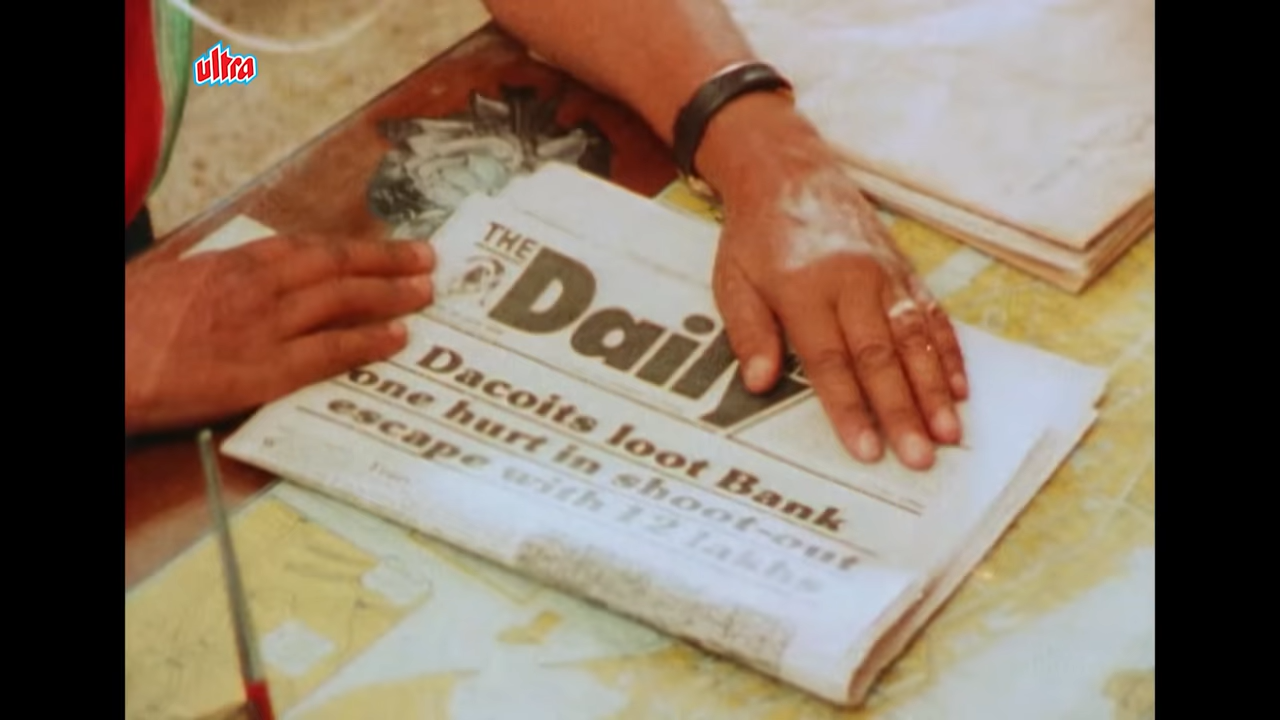 ultra
THE
Daily
Dacoits loot Bank
one hurt in shoot-out
escape with 12 lakhs